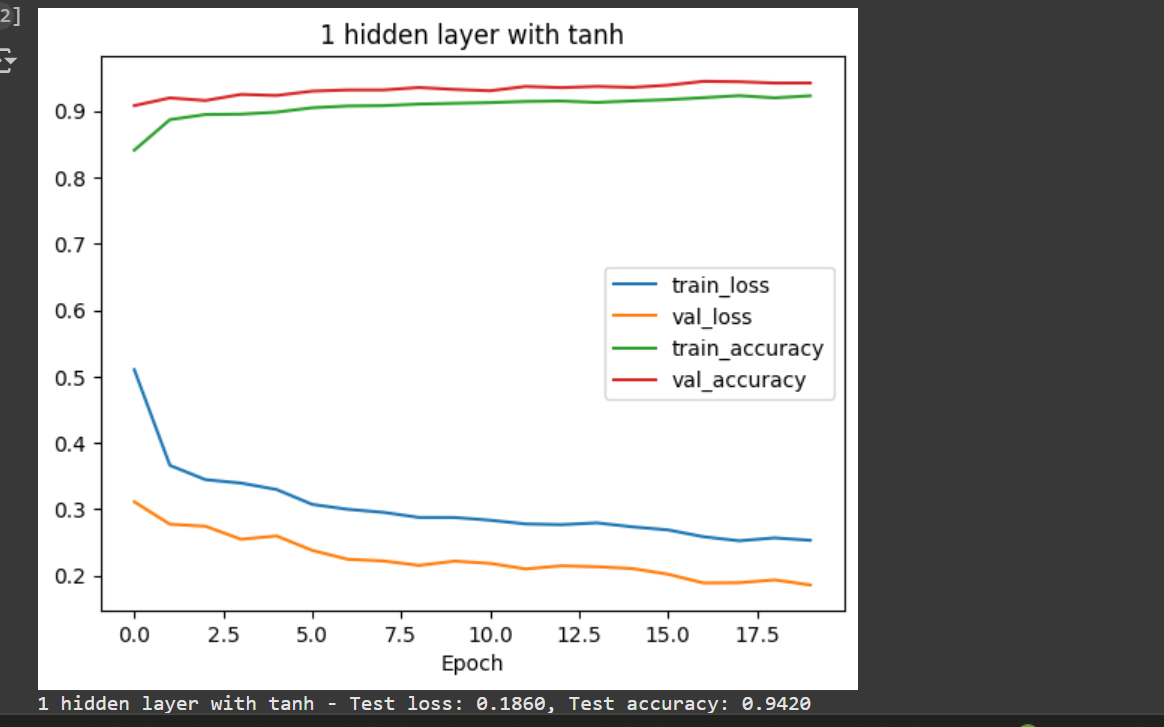 2]
1 hidden layer with tanh
0.9
0.8
0.7
0.6
0.5
0.4
0.3
0.2
train_loss
val_loss
train_accuracy
val_accuracy
0.0 2.5 5.0 7.5 10.0 12.5 15.0 17.5
Epoch
1 hidden layer with tanh - Test loss: 0.1860, Test accuracy: 0.9420